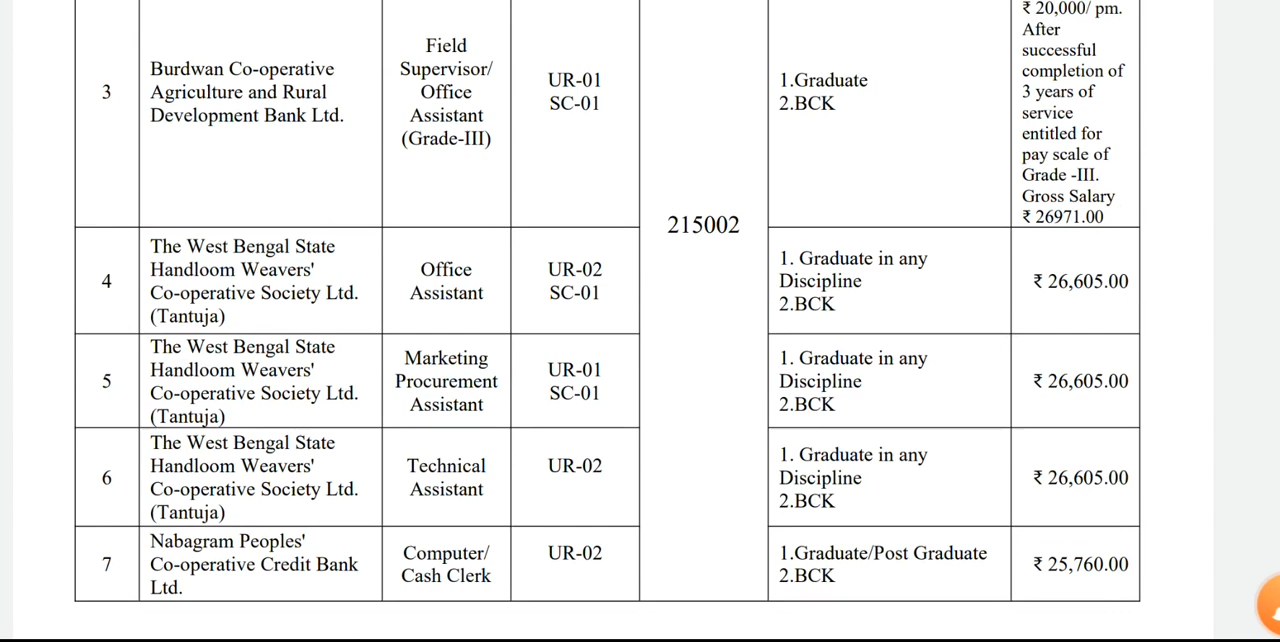 ₹ 20,000/ pm.
After
successful
completion of
3 years of
service
entitled for
pay scale of
Grade -III.
Gross Salary
₹ 26971.00
3
Burdwan Co-operative
Agriculture and Rural
Development Bank Ltd.
Field
Supervisor/
Office
Assistant
(Grade-III)
UR-01
SC-01
1.Graduate
2.BCK
215002
4
The West Bengal State
Handloom Weavers'
Co-operative Society Ltd.
(Tantuja)
Office
Assistant
UR-02
SC-01
1. Graduate in any
Discipline
2.BCK
₹ 26,605.00
5
The West Bengal State
Handloom Weavers'
Co-operative Society Ltd.
(Tantuja)
Marketing
Procurement
Assistant
UR-01
SC-01
1. Graduate in any
Discipline
2.BCK
₹ 26,605.00
6
The West Bengal State
Handloom Weavers'
Co-operative Society Ltd.
(Tantuja)
Technical
Assistant
UR-02
1. Graduate in any
Discipline
2.BCK
₹ 26,605.00
7
Nabagram Peoples'
Co-operative Credit Bank
Ltd.
Computer/
Cash Clerk
UR-02
1.Graduate/Post Graduate
2.BCK
₹ 25,760.00